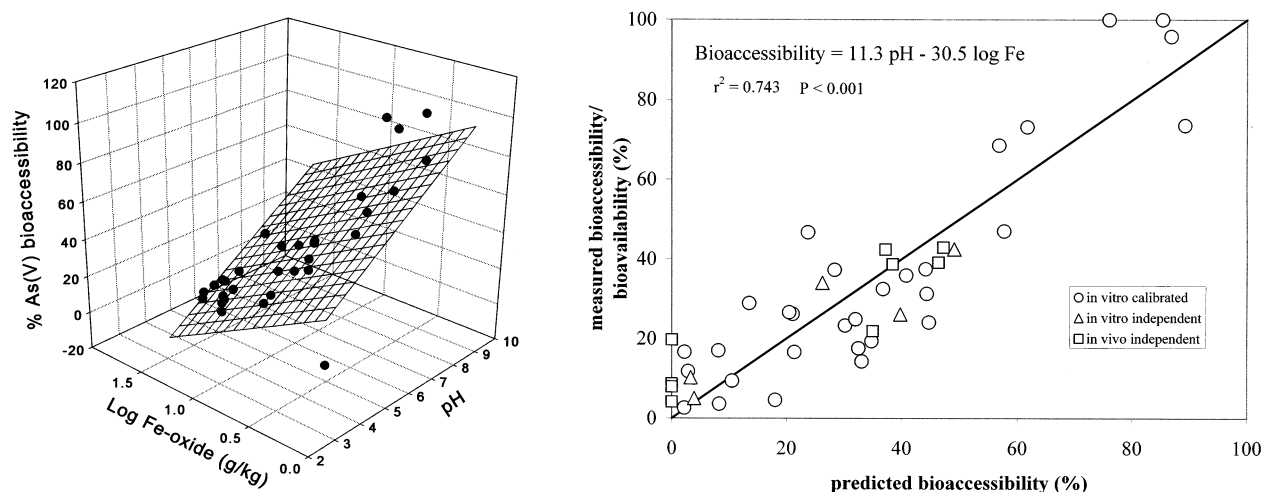 120
100
80
60
40
20
0
-20
% As(V) bioaccessibility
1.5
1.0
0.5
0.0
Log Fe-oxide (g/kg)
2
3
4
5
6
7
8
9
10
pH
100
80
60
40
20
0
measured bioaccessibility/
bioavailability (%)
Bioaccessibility = 11.3 pH - 30.5 log Fe
r² = 0.743 P < 0.001
in vitro calibrated
in vitro independent
in vivo independent
0 20 40 60 80 100
predicted bioaccessibility (%)